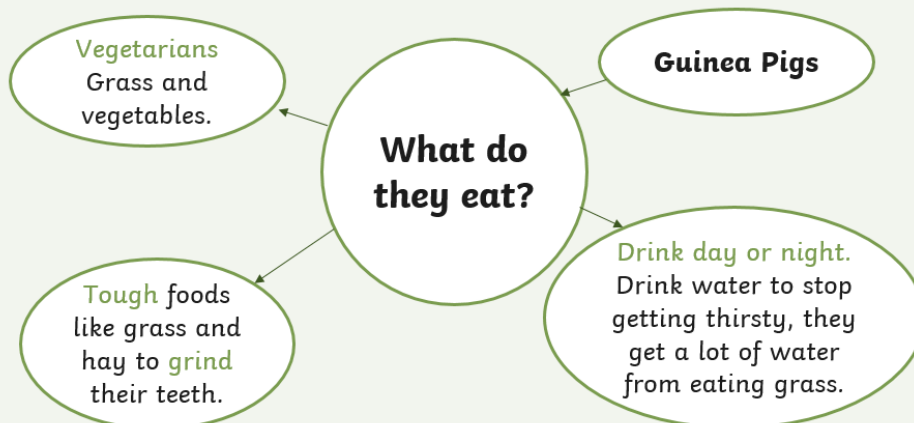 Vegetarians
Grass and
vegetables.
Guinea Pigs
What do
they eat?
Tough foods
like grass and
hay to grind
their teeth.
Drink day or night.
Drink water to stop
getting thirsty, they
get a lot of water
from eating grass.